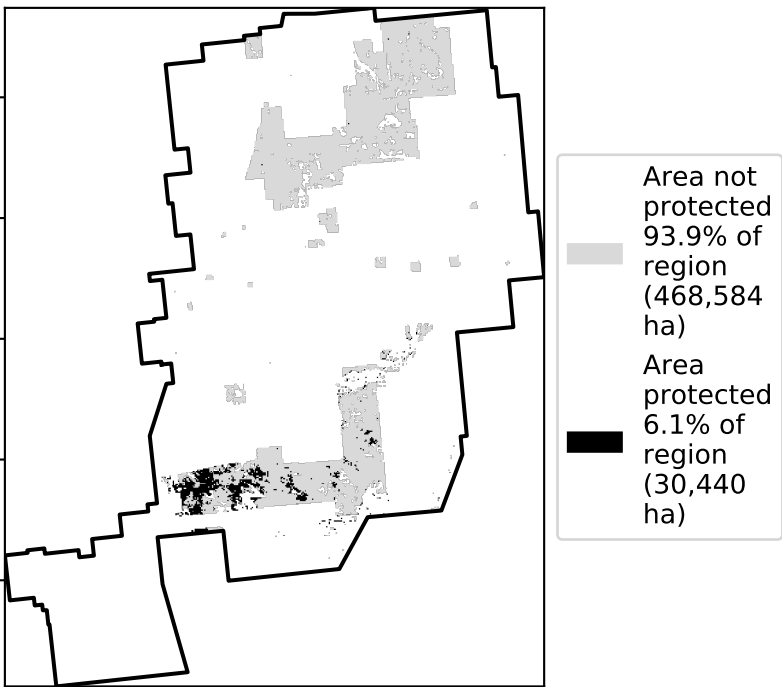 Area not
protected
93.9% of
region
(468,584
ha)
Area
protected
6.1% of
region
(30,440
ha)